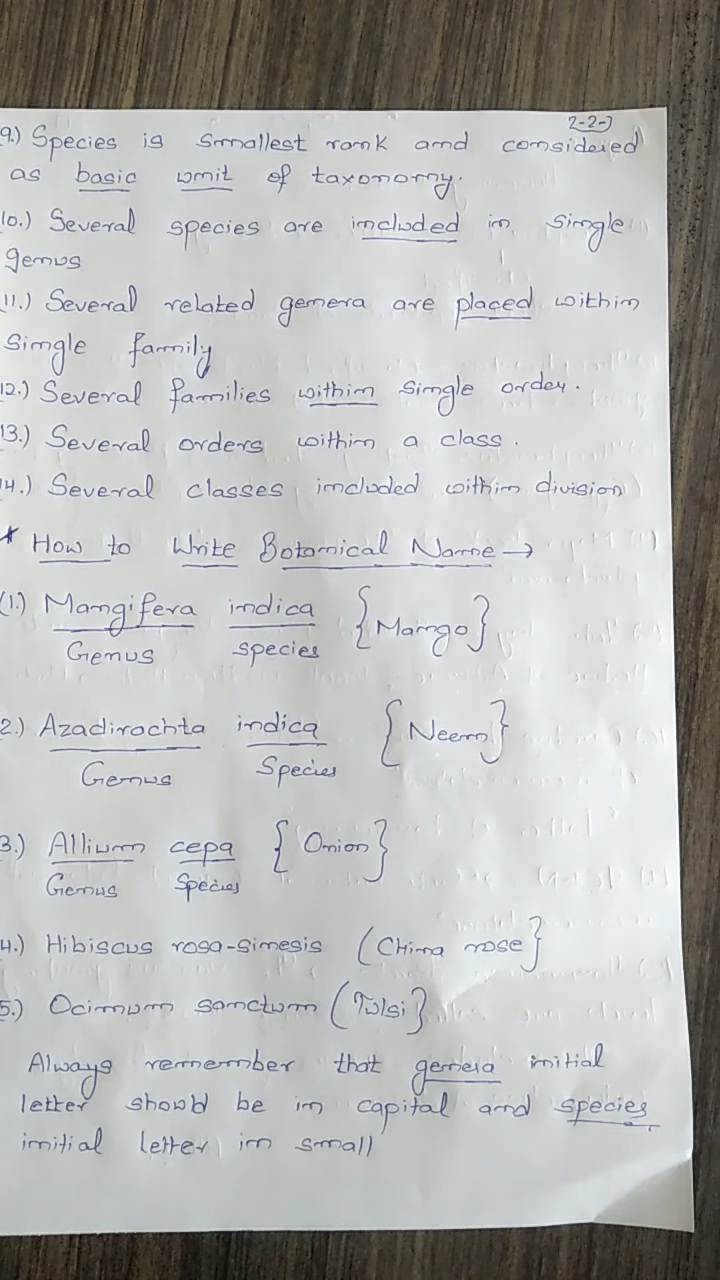 2-2-7
9.) Species is smallest rank and considered
as basic unit of taxonomy.
10.) Several species are included in single
genus
11.) Several related genera are placed within
single family
12.) Several families within single order.
13.) Several orders within a class.
14.) Several classes included within division
* How to Write Botanical Name →
(1.) Mangifera indica {Mango}
Genus species
2.) Azadirachta indica {Neem}
Genus Species
3.) Allium cepa {Onion}
Genus Species
4.) Hibiscus rosa-sinesis (China rose}
5.) Ocimum sanctum (Tulsi}
Always remember that genera initial
letter should be in capital and species
initial letter in small